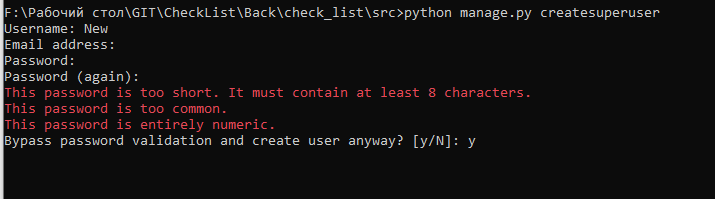 F:\Рабочий стол\GIT\CheckList\Back\check_list\src>python manage.py createsuperuser
Username: New
Email address:
Password:
Password (again):
This password is too short. It must contain at least 8 characters.
This password is too common.
This password is entirely numeric.
Bypass password validation and create user anyway? [y/N]: y